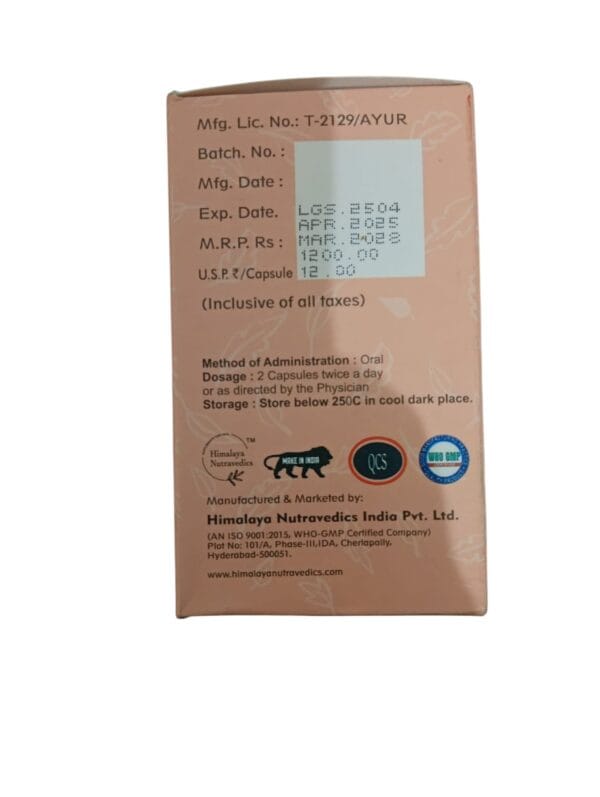 Mfg. Lic. No.: T-2129/AYUR
Batch. No. :
Mfg. Date :
Exp. Date.
M.R.P. Rs :
U.S.P. ₹/Capsule
LGS.2504
APR.2025
MAR.2028
1200.00
12.00
(Inclusive of all taxes)
Method of Administration : Oral
Dosage : 2 Capsules twice a day
or as directed by the Physician
Storage : Store below 250C in cool dark place.
Himalaya
Nutravedics
TM
MAKE IN INDIA
QCS
WHO GMP
Manufactured & Marketed by:
Himalaya Nutravedics India Pvt. Ltd.
(AN ISO 9001:2015, WHO-GMP Certified Company)
Plot No: 101/A, Phase-III,IDA, Cherlapally,
Hyderabad-500051.
www.himalayanutravedics.com